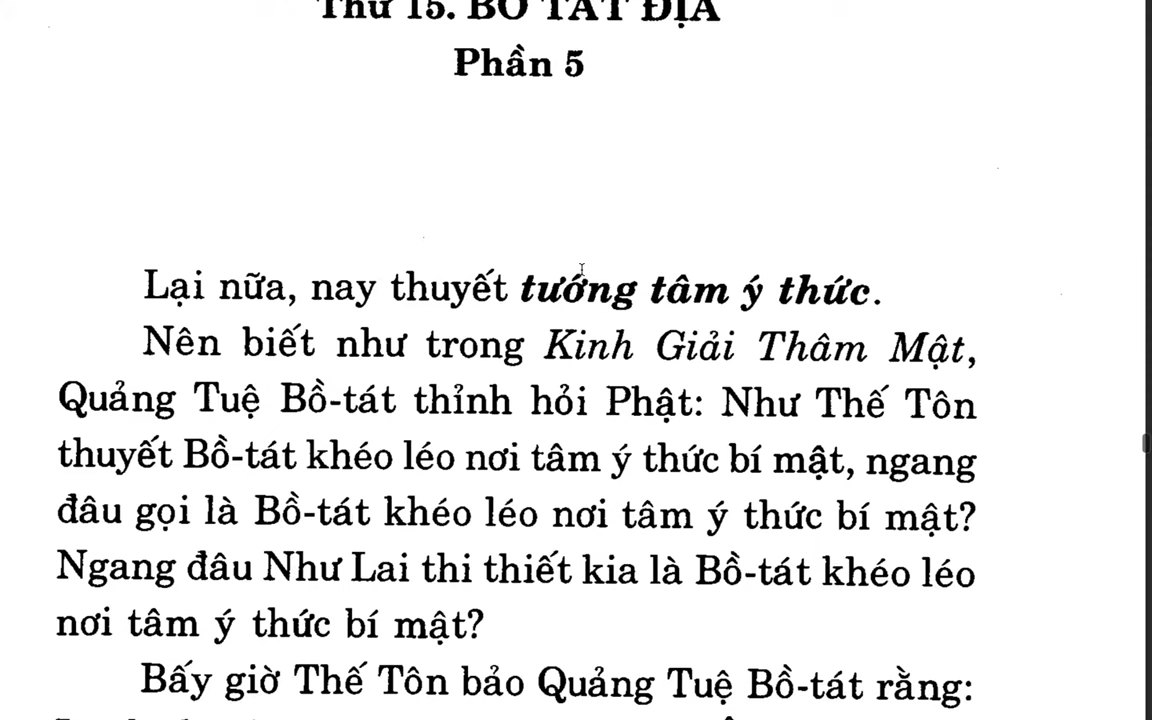 Thứ 15. BỒ TÁT ĐỊA
Phần 5
Lại nữa, nay thuyết tướng tâm ý thức.
Nên biết như trong Kinh Giải Thâm Mật,
Quảng Tuệ Bồ-tát thỉnh hỏi Phật: Như Thế Tôn
thuyết Bồ-tát khéo léo nơi tâm ý thức bí mật, ngang
đâu gọi là Bồ-tát khéo léo nơi tâm ý thức bí mật?
Ngang đâu Như Lai thi thiết kia là Bồ-tát khéo léo
nơi tâm ý thức bí mật?
Bấy giờ Thế Tôn bảo Quảng Tuệ Bồ-tát rằng: